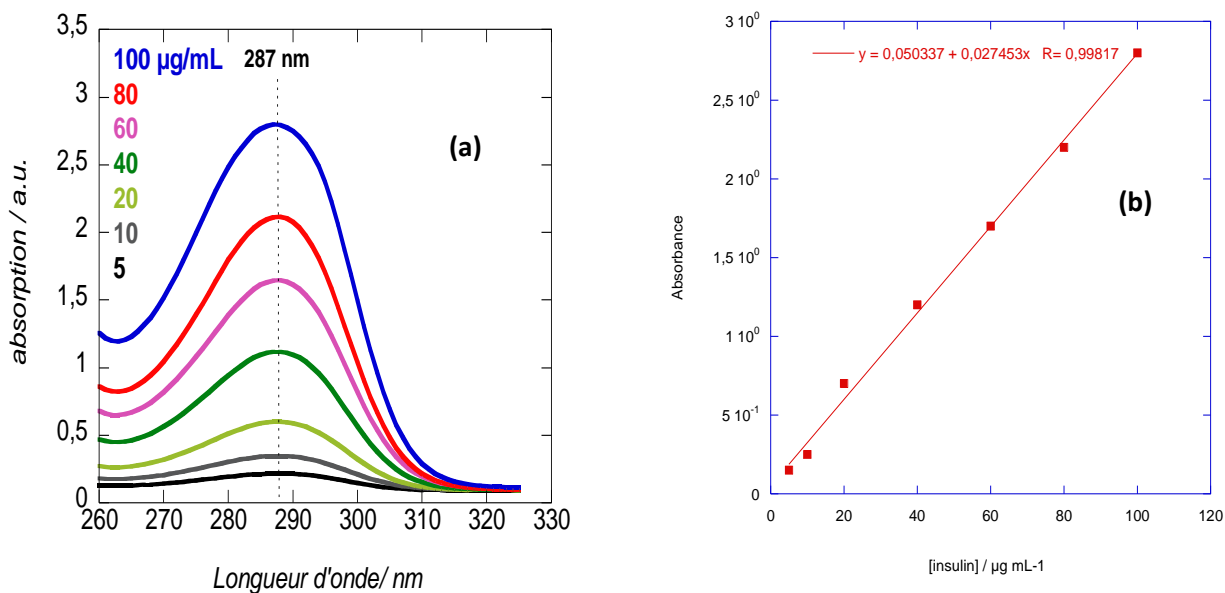 3,5
3
2,5
2
1,5
1
0,5
0
absorption / a.u.
100 µg/mL
80
60
40
20
10
5
287 nm
(a)
260 270 280 290 300 310 320 330
Longueur d'onde/ nm
3 10⁰
2,5 10⁰
2 10⁰
1,5 10⁰
1 10⁰
5 10⁻¹
0
Absorbance
y = 0,050337 + 0,027453x R= 0,99817
(b)
0 20 40 60 80 100 120
[insulin] / µg mL-1